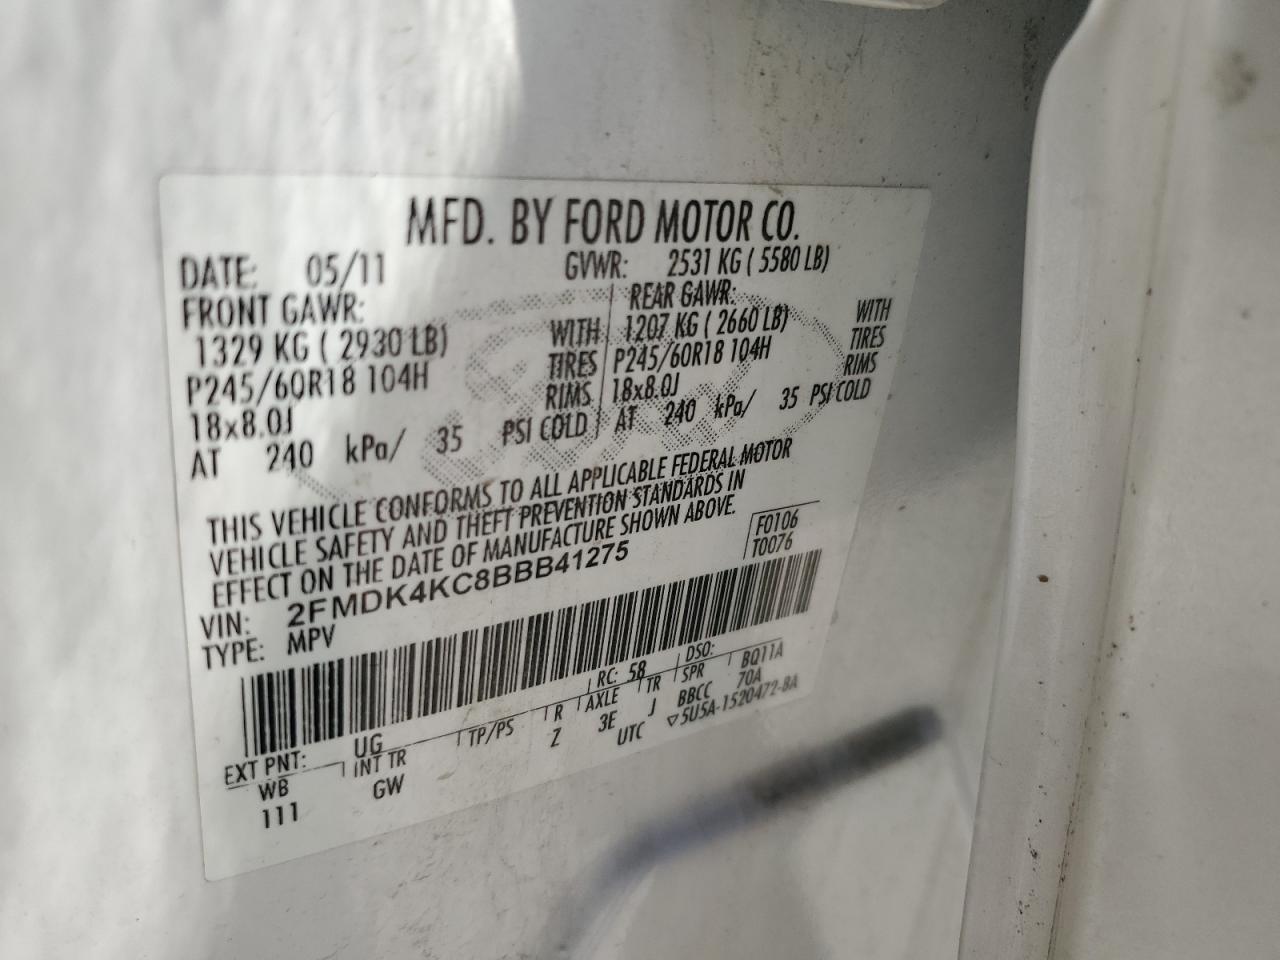 MFD. BY FORD MOTOR CO.
DATE: 05/11 GVWR: 2531 KG ( 5580 LB)
FRONT GAWR: REAR GAWR:
1329 KG ( 2930 LB) WITH 1207 KG ( 2660 LB) WITH
P245/60R18 104H TIRES P245/60R18 104H TIRES
18x8.0J RIMS 18x8.0J RIMS
AT 240 kPa/ 35 PSI COLD AT 240 kPa/ 35 PSI COLD
THIS VEHICLE CONFORMS TO ALL APPLICABLE FEDERAL MOTOR
VEHICLE SAFETY AND THEFT PREVENTION STANDARDS IN
EFFECT ON THE DATE OF MANUFACTURE SHOWN ABOVE.
F0106
T0076
VIN: 2FMDK4KC8BBB41275
TYPE: MPV
EXT PNT: UG RC: 58 DSO:
WB INT TR TP/PS R AXLE TR SPR BQ11A
111 GW Z 3E J BBCC 70A
UTC ▽5U5A-1520472-BA